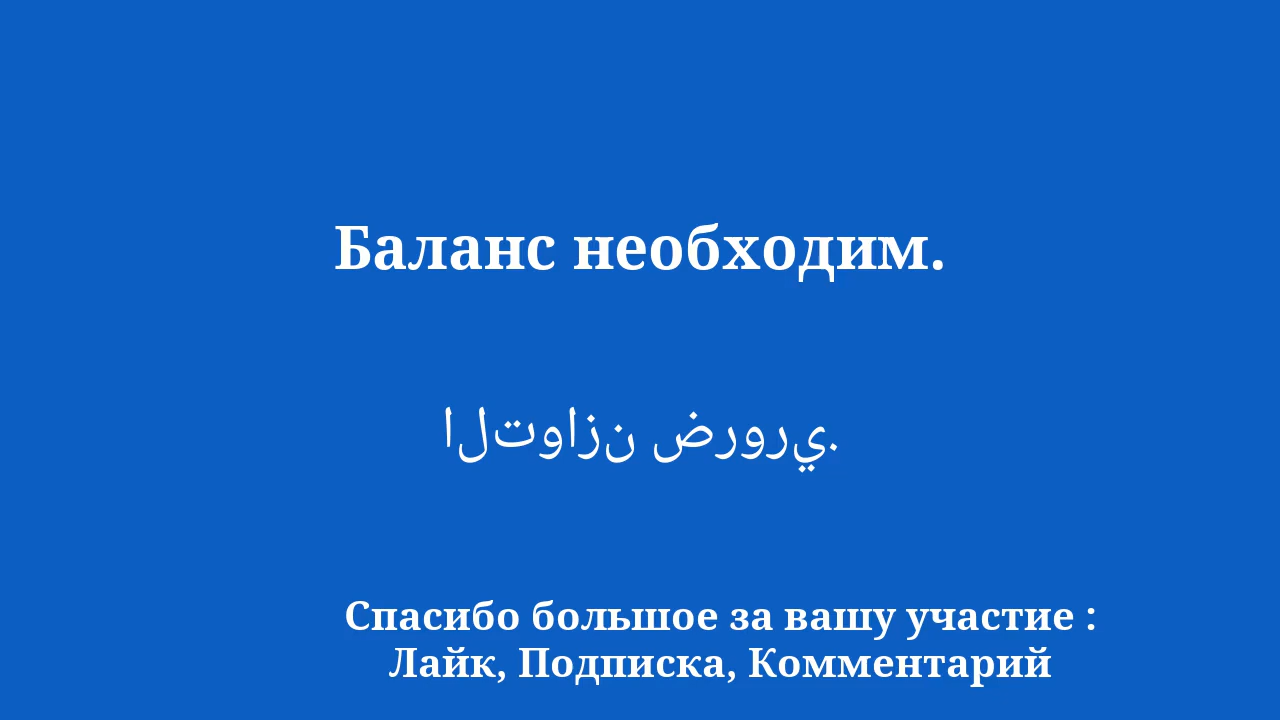 Баланс необходим.
التوازن ضروري.
Спасибо большое за вашу участие :
Лайк, Подписка, Комментарий